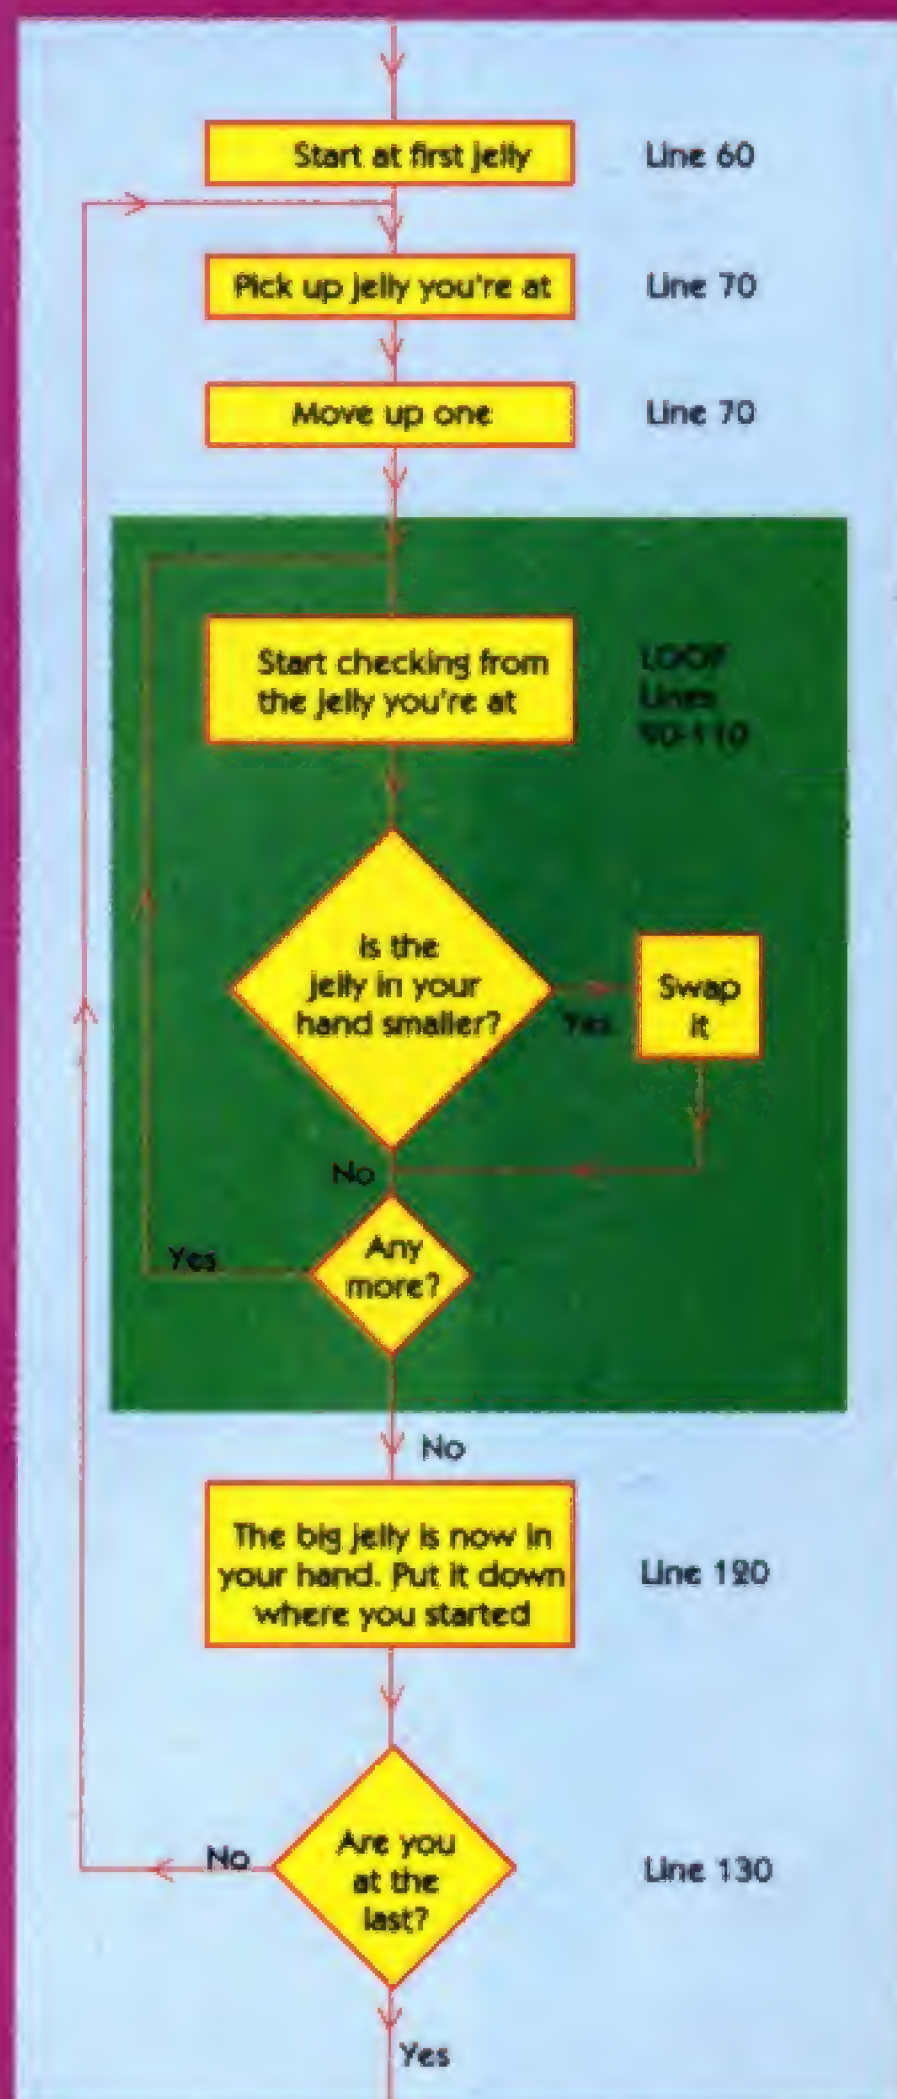 Start at first jelly
Line 60
Pick up jelly you're at
Line 70
Move up one
Line 70
Start checking from
the jelly you're at
LOOP
Lines
90-110
Is the
jelly in your
hand smaller?
Yes
Swap
it
No
Any
more?
Yes
No
The big jelly is now in
your hand. Put it down
where you started
Line 120
Are you
at the
last?
No
Line 130
Yes